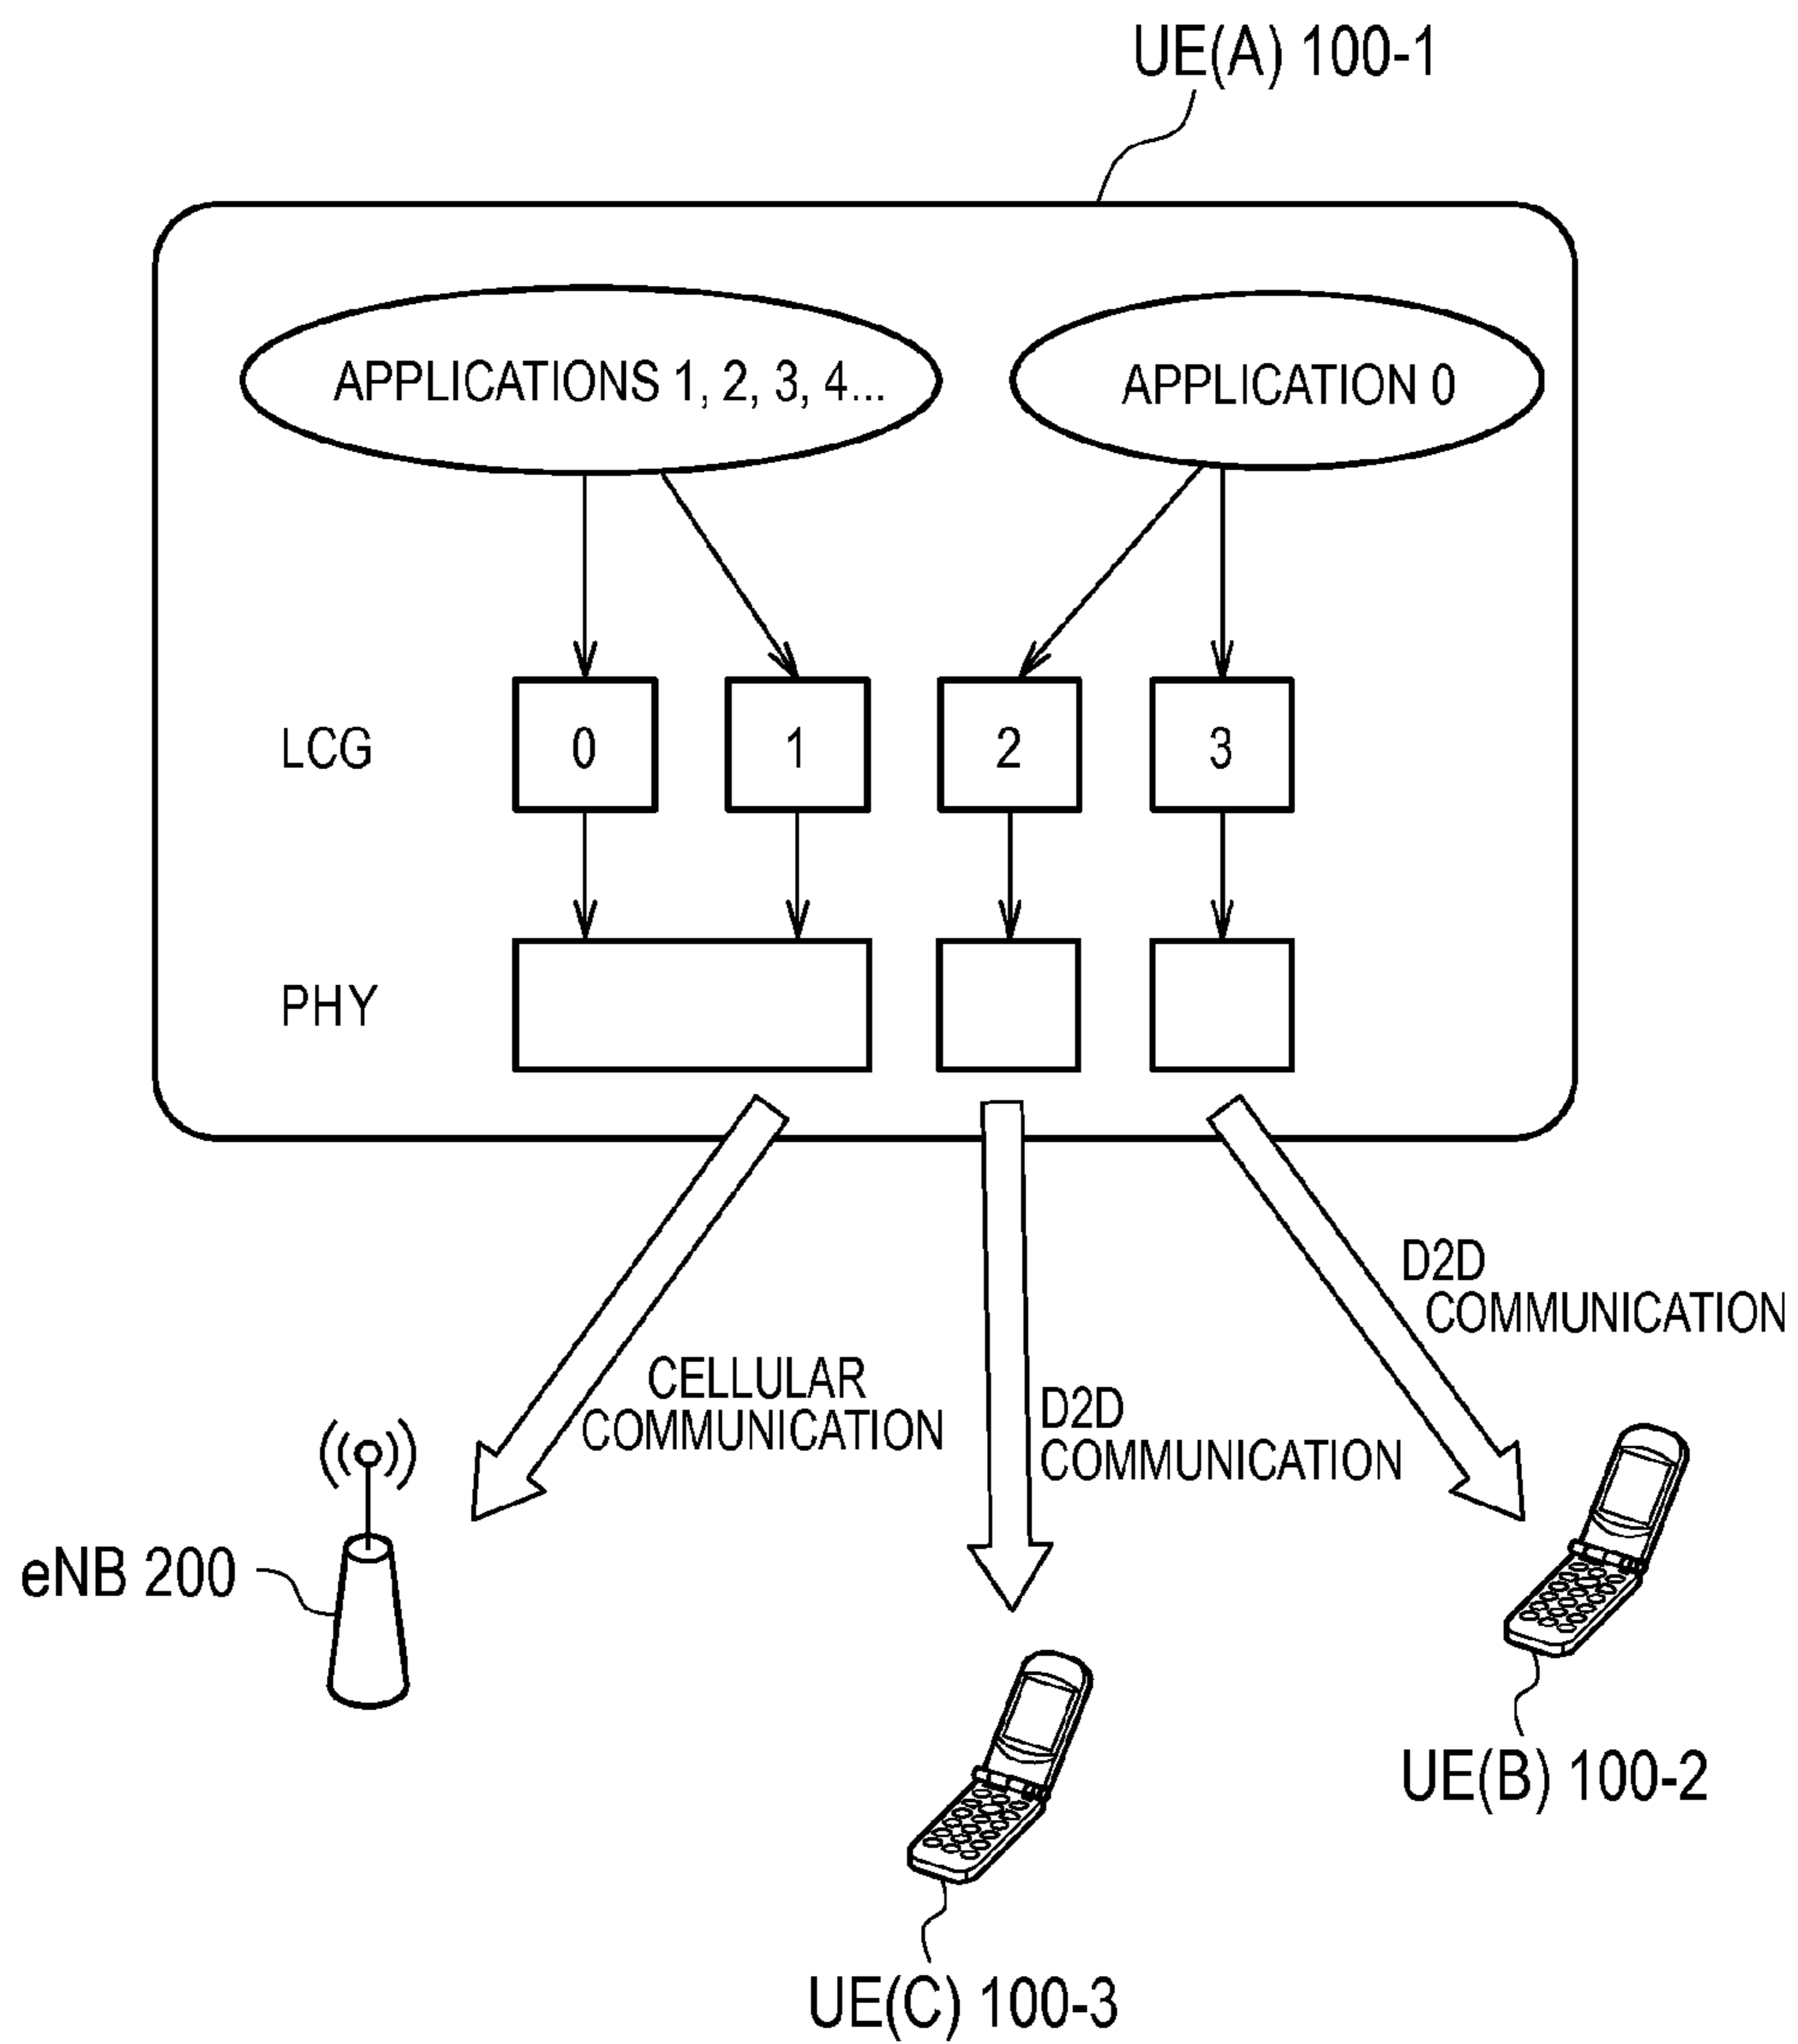 UE(A) 100-1
APPLICATIONS 1, 2, 3, 4...
APPLICATION 0
LCG
0
1
2
3
PHY
D2D
COMMUNICATION
CELLULAR
COMMUNICATION
D2D
COMMUNICATION
eNB 200
UE(B) 100-2
UE(C) 100-3